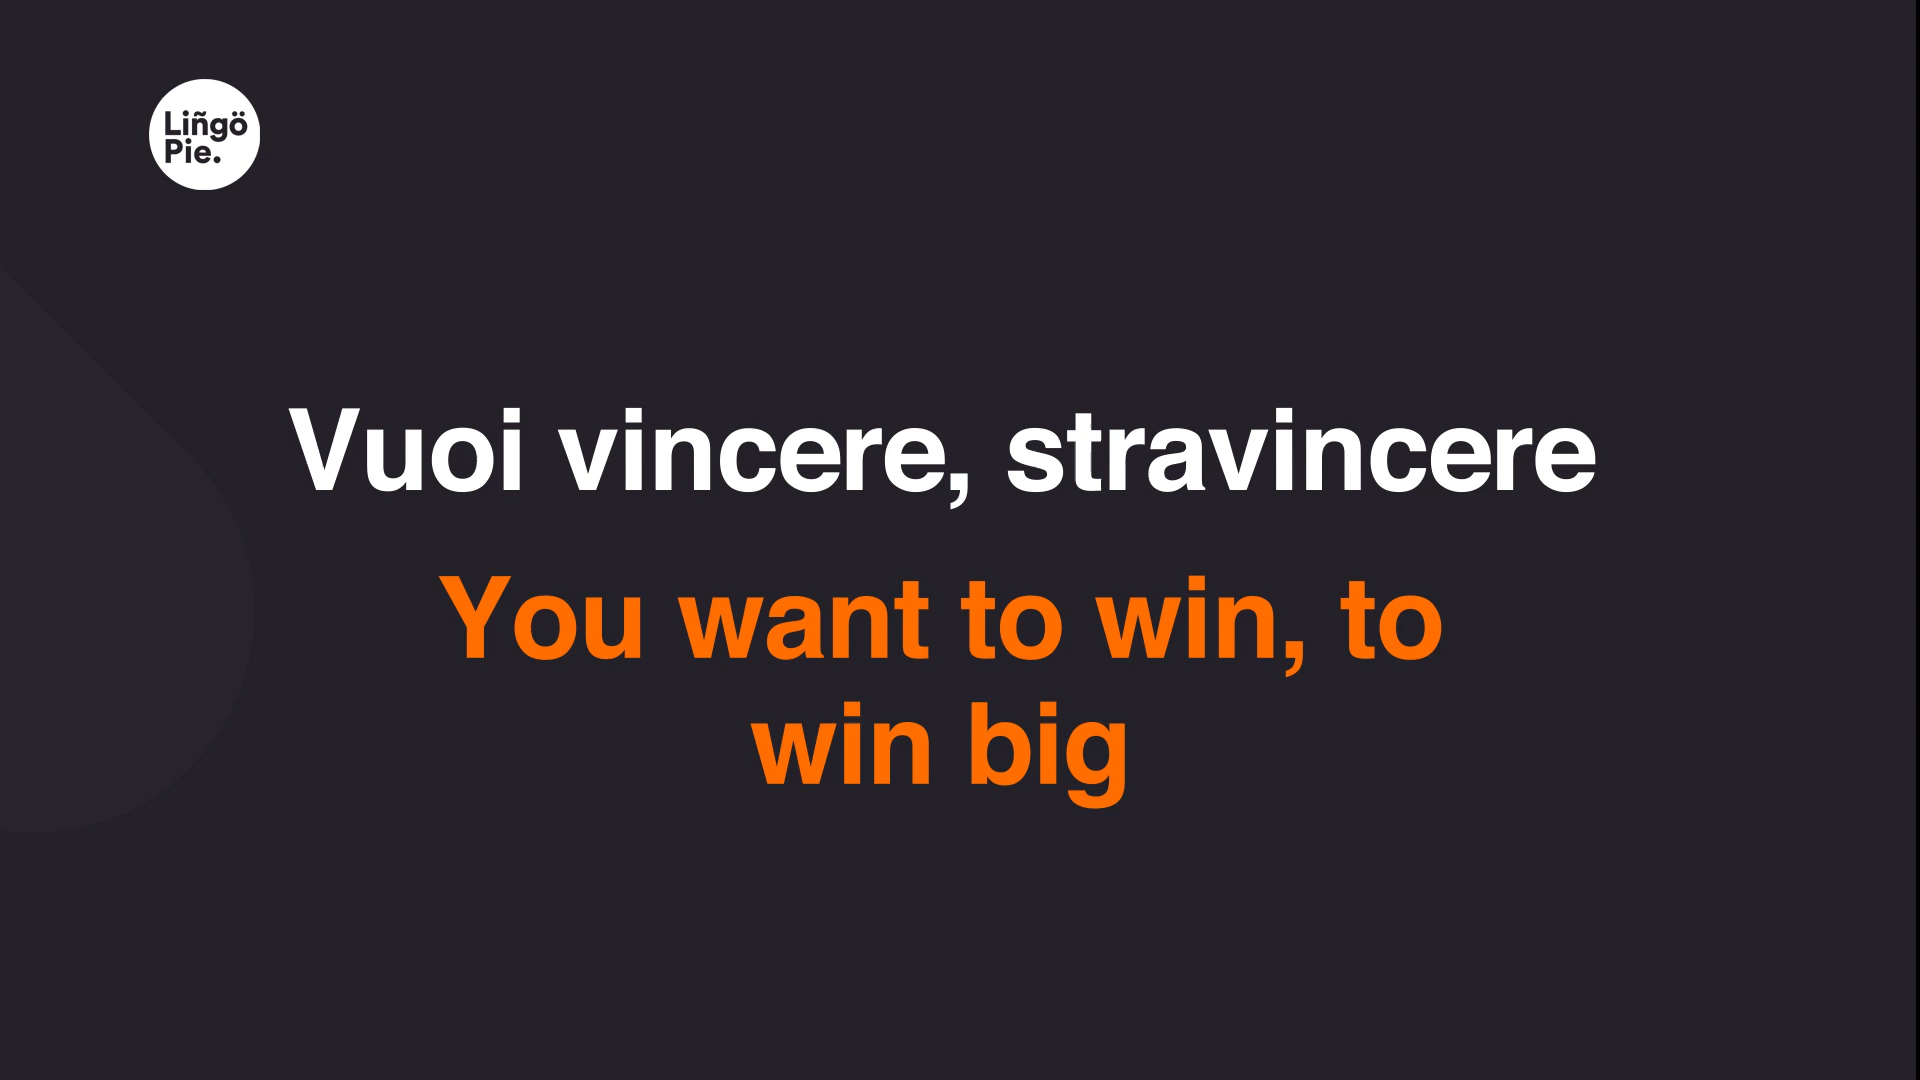 Liñgö
Pie.
Vuoi vincere, stravincere
You want to win, to
win big